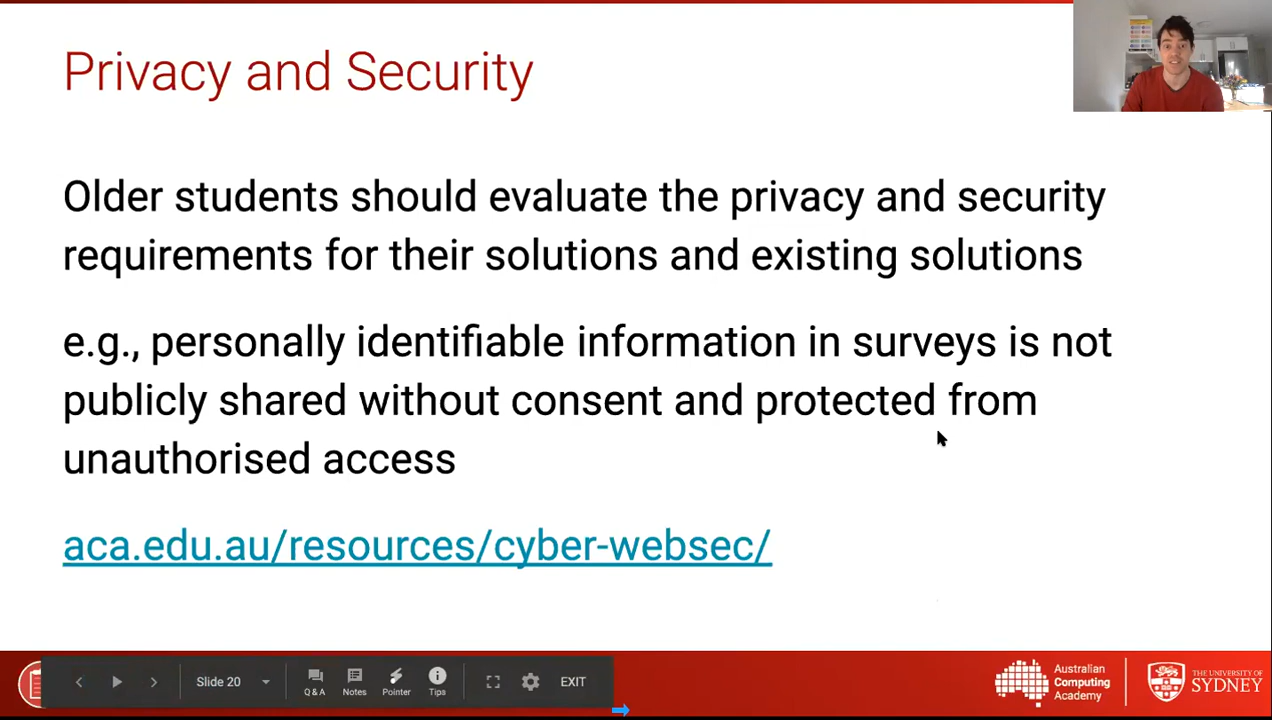 Privacy and Security
Older students should evaluate the privacy and security
requirements for their solutions and existing solutions
e.g., personally identifiable information in surveys is not
publicly shared without consent and protected from
unauthorised access
aca.edu.au/resources/cyber-websec/
Slide 20
Q & A
Notes
Pointer
Tips
EXIT
Australian
Computing
Academy
THE UNIVERSITY OF
SYDNEY